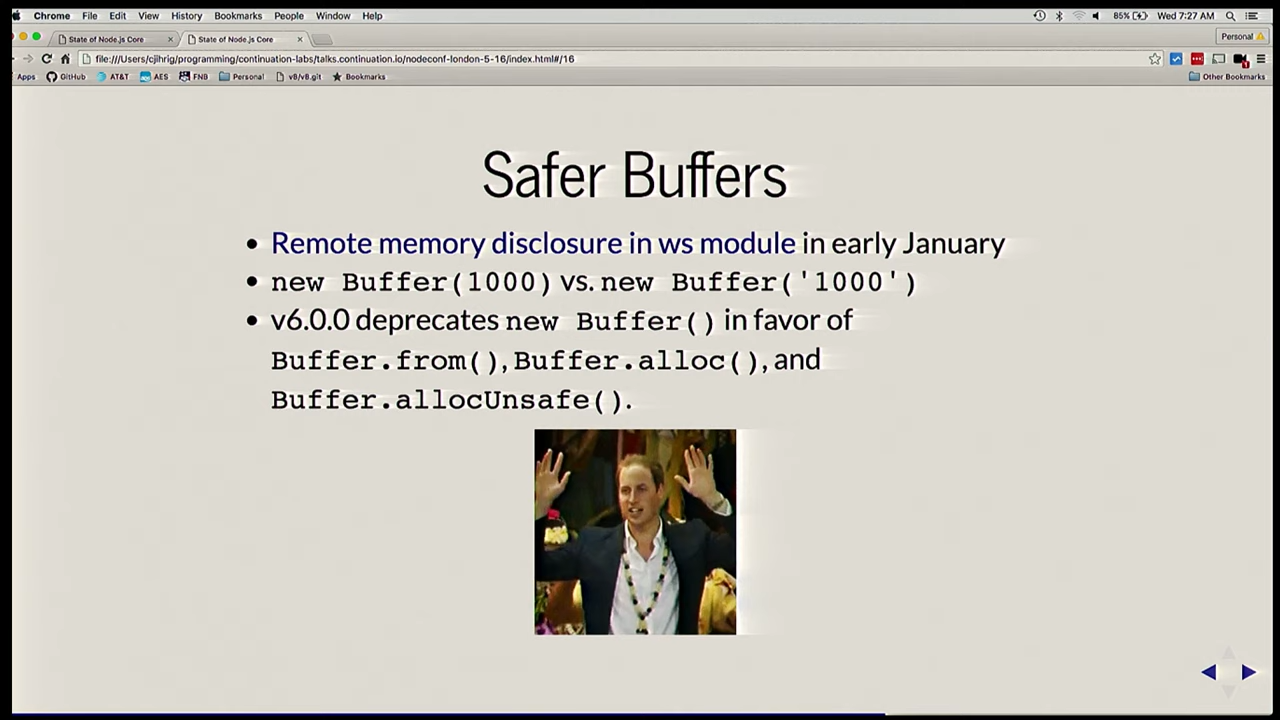 Chrome File Edit View History Bookmarks People Window Help 85% Wed 7:27 AM
State of Node.js Core State of Node.js Core Personal
file:///Users/cjihrig/programming/continuation-labs/talks.continuation.io/nodeconf-london-5-16/index.html#/16
Apps GitHub AT&T AES FNB Personal v8/v8.git Bookmarks Other Bookmarks
Safer Buffers
Remote memory disclosure in ws module in early January
new Buffer(1000) vs. new Buffer('1000')
v6.0.0 deprecates new Buffer() in favor of
Buffer.from(), Buffer.alloc(), and
Buffer.allocUnsafe().